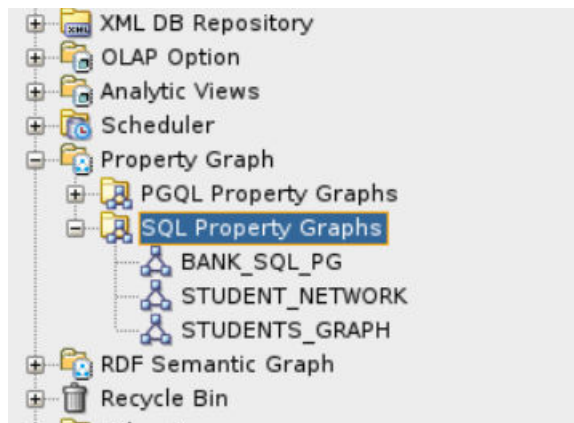 XML DB Repository
OLAP Option
Analytic Views
Scheduler
Property Graph
PGQL Property Graphs
SQL Property Graphs
BANK_SQL_PG
STUDENT_NETWORK
STUDENTS_GRAPH
RDF Semantic Graph
Recycle Bin